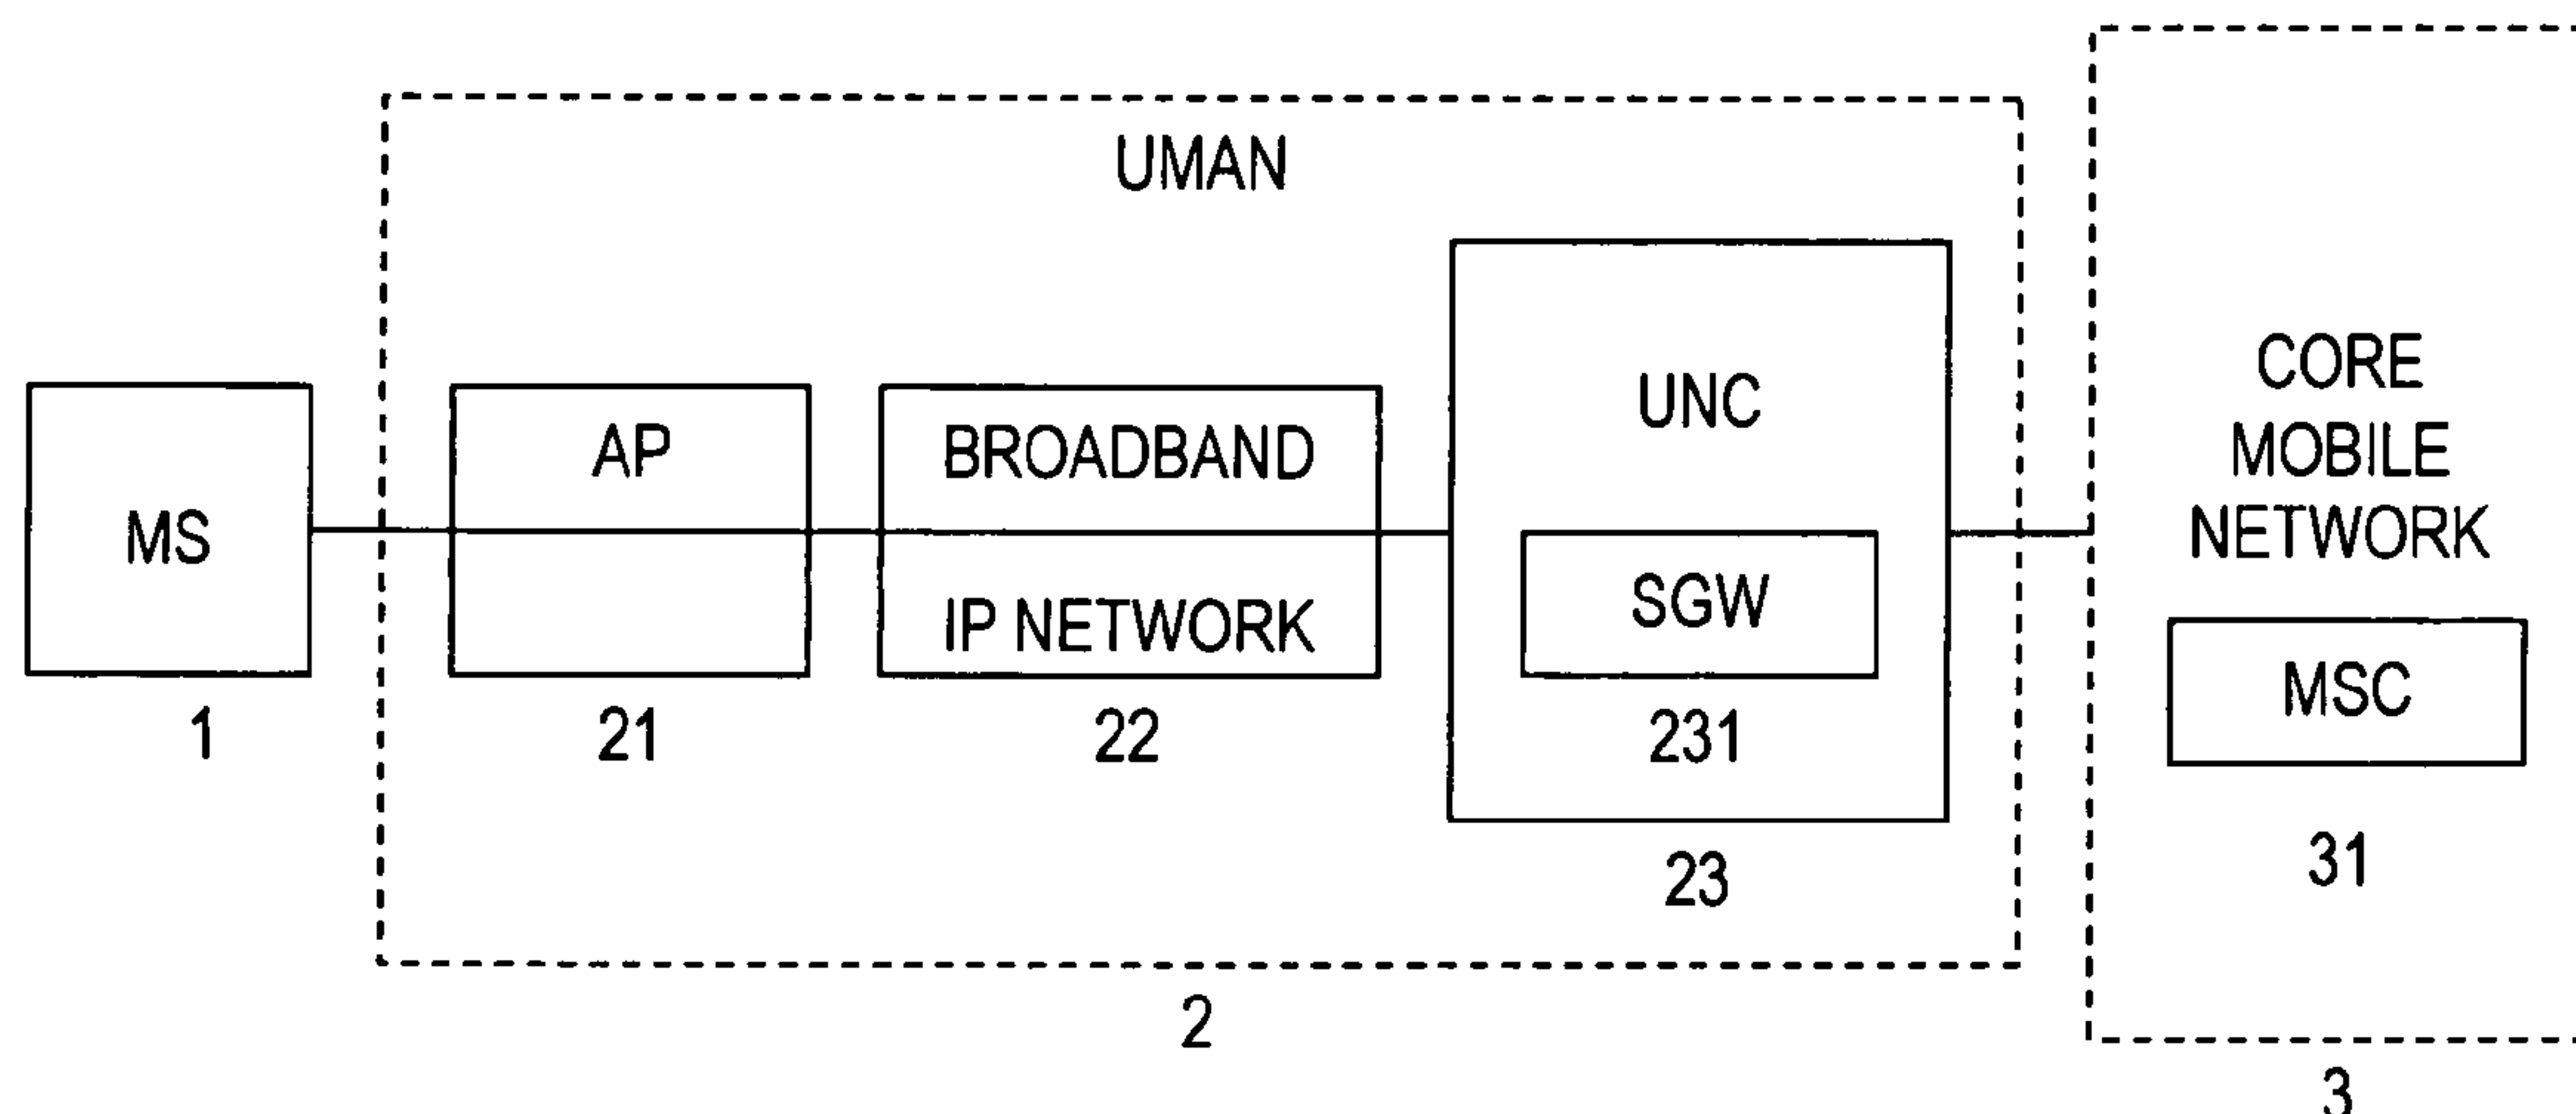 UMAN
MS
1
AP
21
BROADBAND
IP NETWORK
22
UNC
SGW
231
23
2
CORE
MOBILE
NETWORK
MSC
31
3